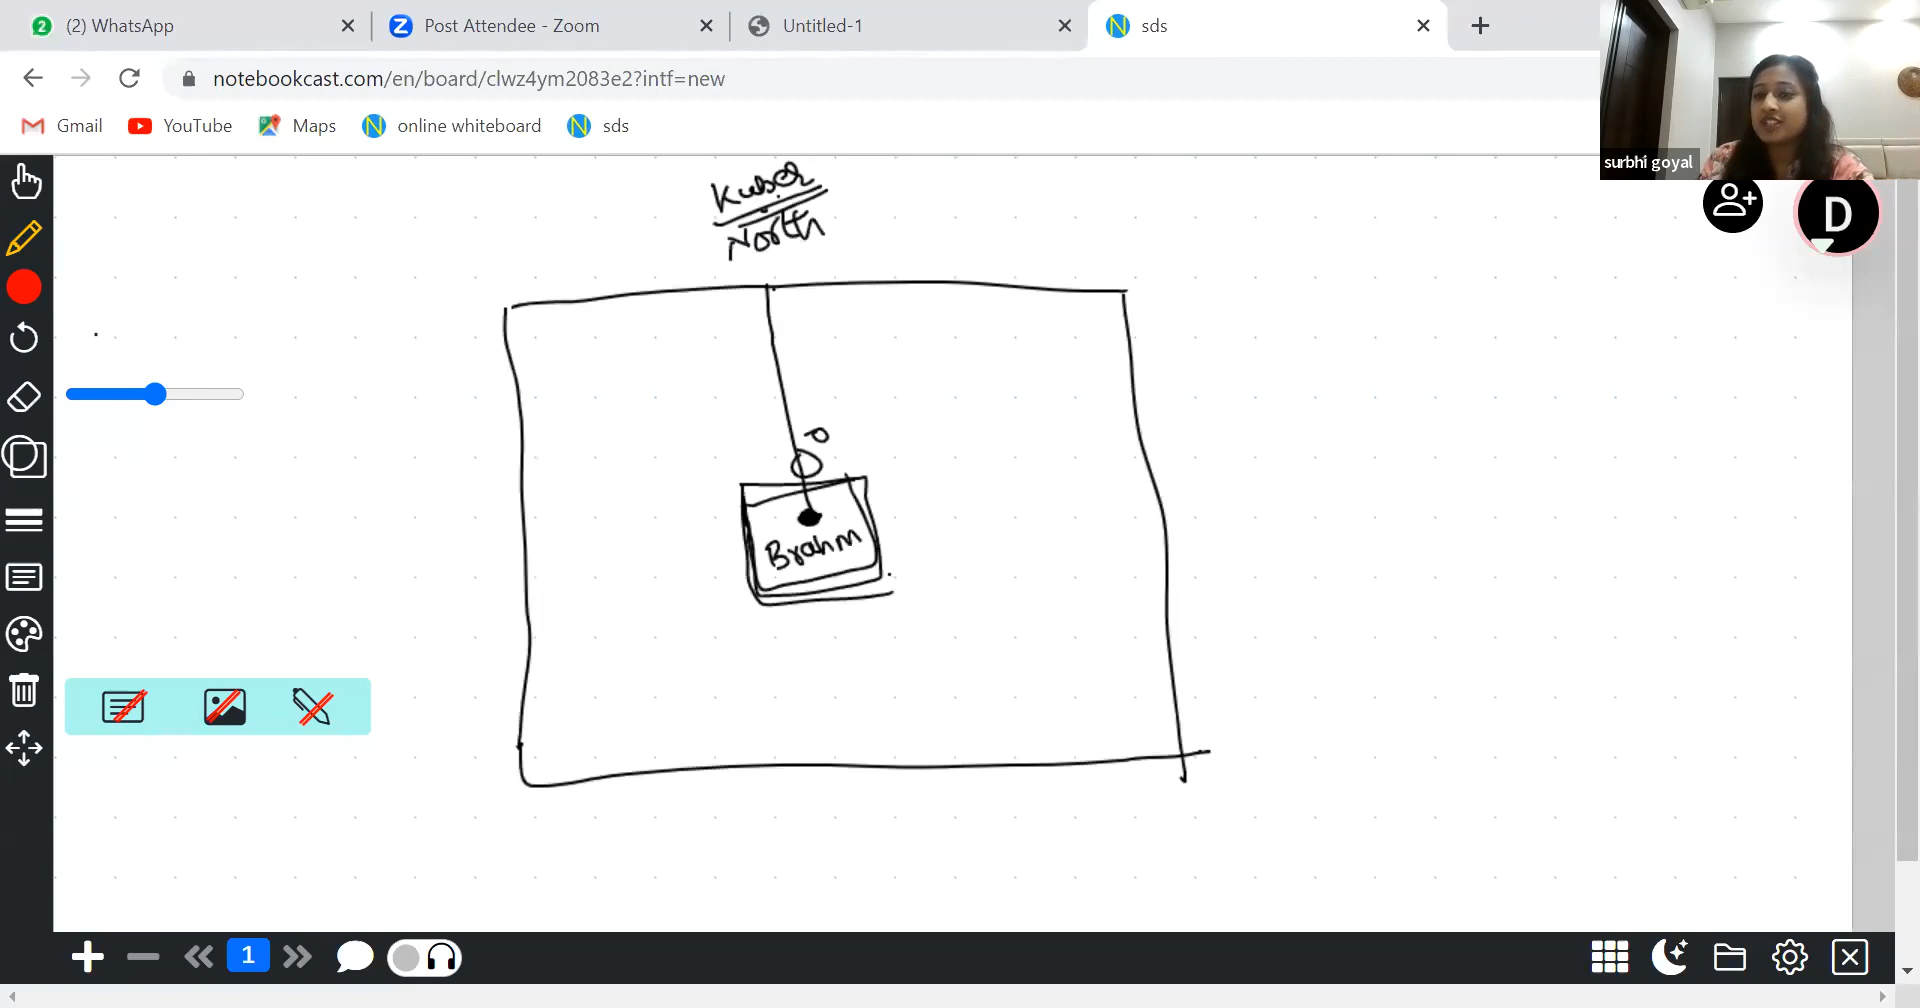 (2) WhatsApp
Post Attendee - Zoom
Untitled-1
sds
notebookcast.com/en/board/clwz4ym2083e2?intf=new
Gmail
YouTube
Maps
online whiteboard
sds
surbhi goyal
D
Kuber
North
Brahm
1